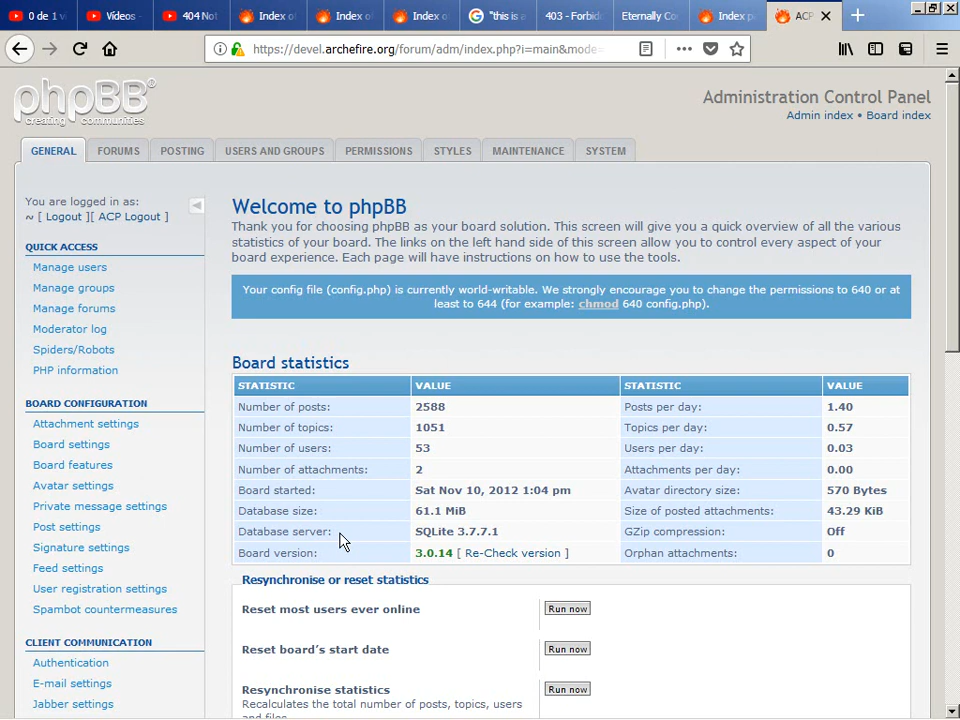 0 de 1 v
Vídeos -
404 Not
Index o
Index o
Index o
"this is a
403 - Forbid
Eternally Co
Index p
ACP
https://devel.archefire.org/forum/adm/index.php?i=main&mode=
phpBB®
creating communities
Administration Control Panel
Admin index • Board index
GENERAL FORUMS POSTING USERS AND GROUPS PERMISSIONS STYLES MAINTENANCE SYSTEM
You are logged in as:
~ [ Logout ][ ACP Logout ]
QUICK ACCESS
Manage users
Manage groups
Manage forums
Moderator log
Spiders/Robots
PHP information
BOARD CONFIGURATION
Attachment settings
Board settings
Board features
Avatar settings
Private message settings
Post settings
Signature settings
Feed settings
User registration settings
Spambot countermeasures
CLIENT COMMUNICATION
Authentication
E-mail settings
Jabber settings
Welcome to phpBB
Thank you for choosing phpBB as your board solution. This screen will give you a quick overview of all the various
statistics of your board. The links on the left hand side of this screen allow you to control every aspect of your
board experience. Each page will have instructions on how to use the tools.
Your config file (config.php) is currently world-writable. We strongly encourage you to change the permissions to 640 or at
least to 644 (for example: chmod 640 config.php).
Board statistics
STATISTIC VALUE STATISTIC VALUE
Number of posts: 2588 Posts per day: 1.40
Number of topics: 1051 Topics per day: 0.57
Number of users: 53 Users per day: 0.03
Number of attachments: 2 Attachments per day: 0.00
Board started: Sat Nov 10, 2012 1:04 pm Avatar directory size: 570 Bytes
Database size: 61.1 MiB Size of posted attachments: 43.29 KiB
Database server: SQLite 3.7.7.1 GZip compression: Off
Board version: 3.0.14 [ Re-Check version ] Orphan attachments: 0
Resynchronise or reset statistics
Reset most users ever online Run now
Reset board's start date Run now
Resynchronise statistics Run now
Recalculates the total number of posts, topics, users
and files.